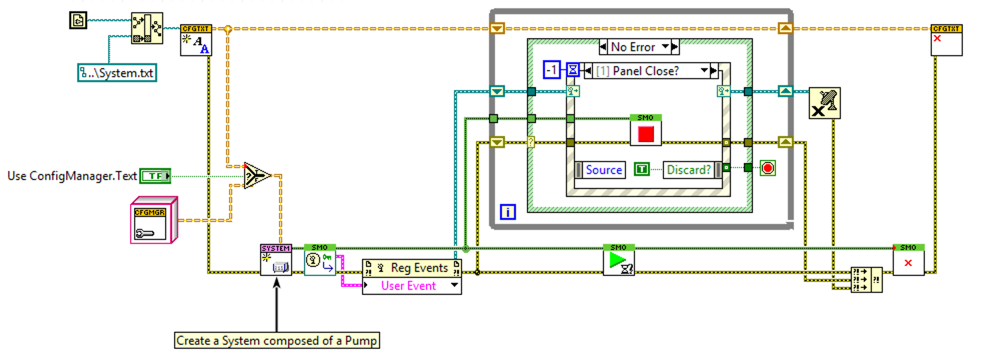 CFGTXT
A
A
CFGTXT
No Error
..\System.txt
-1
[1] Panel Close?
SMO
Use ConfigManager.Text
TF
Source
T
Discard?
CFGMGR
i
SYSTEM
SMO
SMO
SMO
Reg Events
User Event
Create a System composed of a Pump